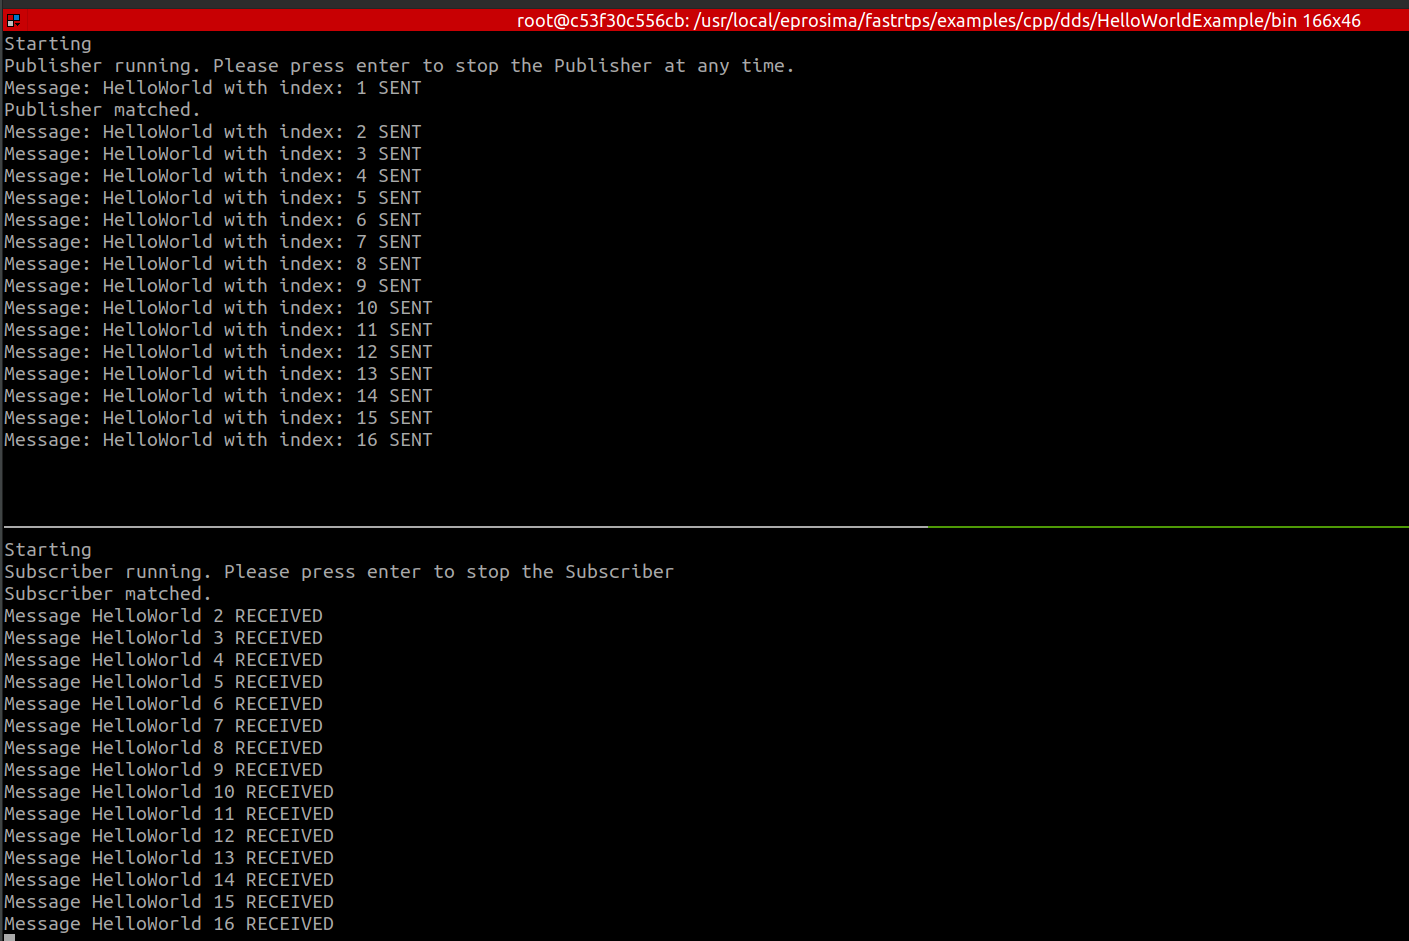 root@c53f30c556cb: /usr/local/eprosima/fastrtps/examples/cpp/dds/HelloWorldExample/bin 166x46
Starting
Publisher running. Please press enter to stop the Publisher at any time.
Message: HelloWorld with index: 1 SENT
Publisher matched.
Message: HelloWorld with index: 2 SENT
Message: HelloWorld with index: 3 SENT
Message: HelloWorld with index: 4 SENT
Message: HelloWorld with index: 5 SENT
Message: HelloWorld with index: 6 SENT
Message: HelloWorld with index: 7 SENT
Message: HelloWorld with index: 8 SENT
Message: HelloWorld with index: 9 SENT
Message: HelloWorld with index: 10 SENT
Message: HelloWorld with index: 11 SENT
Message: HelloWorld with index: 12 SENT
Message: HelloWorld with index: 13 SENT
Message: HelloWorld with index: 14 SENT
Message: HelloWorld with index: 15 SENT
Message: HelloWorld with index: 16 SENT
Starting
Subscriber running. Please press enter to stop the Subscriber
Subscriber matched.
Message HelloWorld 2 RECEIVED
Message HelloWorld 3 RECEIVED
Message HelloWorld 4 RECEIVED
Message HelloWorld 5 RECEIVED
Message HelloWorld 6 RECEIVED
Message HelloWorld 7 RECEIVED
Message HelloWorld 8 RECEIVED
Message HelloWorld 9 RECEIVED
Message HelloWorld 10 RECEIVED
Message HelloWorld 11 RECEIVED
Message HelloWorld 12 RECEIVED
Message HelloWorld 13 RECEIVED
Message HelloWorld 14 RECEIVED
Message HelloWorld 15 RECEIVED
Message HelloWorld 16 RECEIVED